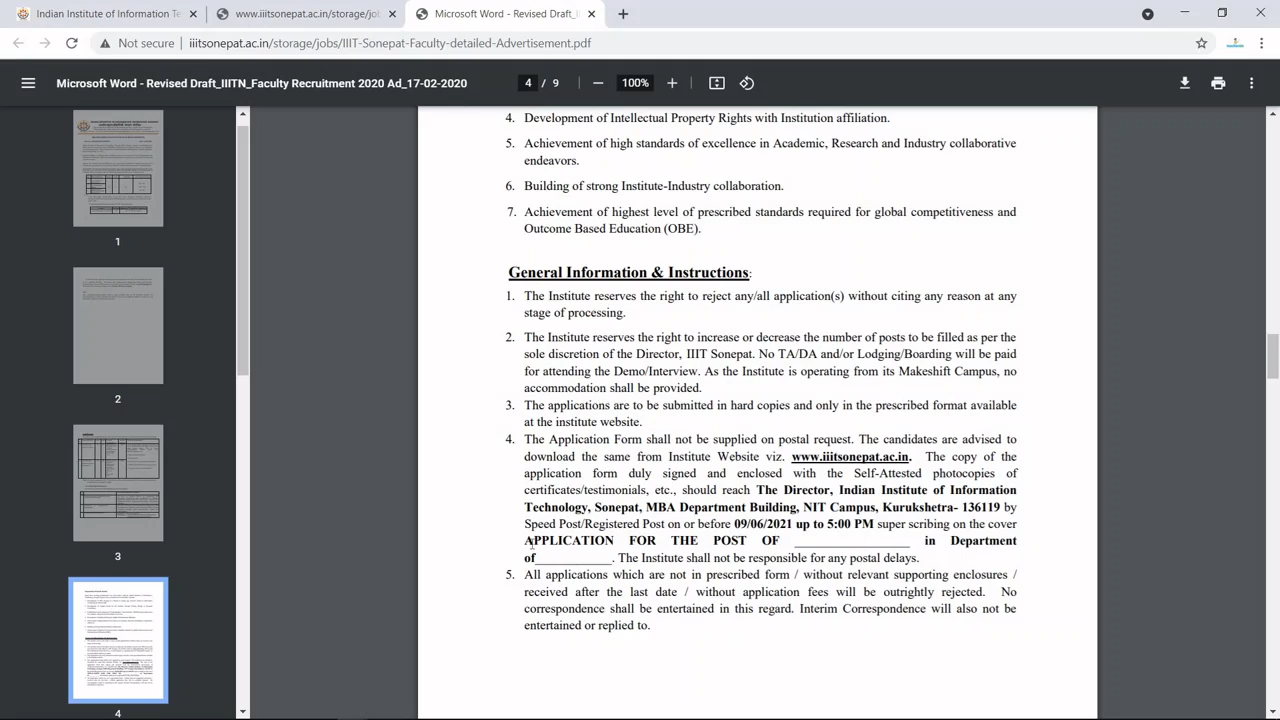 Indian Institute of Information Te
www.iiitsonepat.ac.in/storage/jo
Microsoft Word - Revised Draft_II
Not secure
iiitsonepat.ac.in/storage/jobs/IIIT-Sonepat-Faculty-detailed-Advertisement.pdf
Microsoft Word - Revised Draft_IIITN_Faculty Recruitment 2020 Ad_17-02-2020
4 / 9
100%
1
2
3
4
4. Development of Intellectual Property Rights with Institution affiliation.
5. Achievement of high standards of excellence in Academic, Research and Industry collaborative
endeavors.
6. Building of strong Institute-Industry collaboration.
7. Achievement of highest level of prescribed standards required for global competitiveness and
Outcome Based Education (OBE).
General Information & Instructions:
1. The Institute reserves the right to reject any/all application(s) without citing any reason at any
stage of processing.
2. The Institute reserves the right to increase or decrease the number of posts to be filled as per the
sole discretion of the Director, IIIT Sonepat. No TA/DA and/or Lodging/Boarding will be paid
for attending the Demo/Interview. As the Institute is operating from its Makeshift Campus, no
accommodation shall be provided.
3. The applications are to be submitted in hard copies and only in the prescribed format available
at the institute website.
4. The Application Form shall not be supplied on postal request. The candidates are advised to
download the same from Institute Website viz. www.iiitsonepat.ac.in. The copy of the
application form duly signed and enclosed with the Self-Attested photocopies of
certificates/testimonials, etc., should reach The Director, Indian Institute of Information
Technology, Sonepat, MBA Department Building, NIT Campus, Kurukshetra- 136119 by
Speed Post/Registered Post on or before 09/06/2021 up to 5:00 PM super scribing on the cover
APPLICATION FOR THE POST OF ____________________ in Department
of_____________. The Institute shall not be responsible for any postal delays.
5. All applications which are not in prescribed form / without relevant supporting enclosures /
received after the last date / without application fees will be outrightly rejected. No
correspondence shall be entertained in this regard. Interim Correspondence will also not be
entertained or replied to.